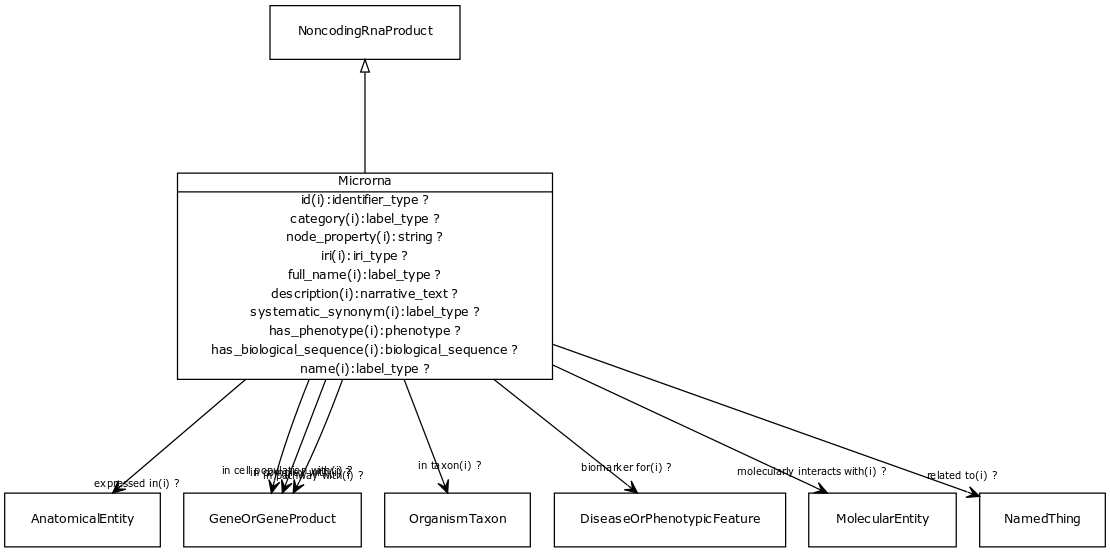 NoncodingRnaProduct
Microrna
id(i):identifier_type ?
category(i):label_type ?
node_property(i):string ?
iri(i):iri_type ?
full_name(i):label_type ?
description(i):narrative_text ?
systematic_synonym(i):label_type ?
has_phenotype(i):phenotype ?
has_biological_sequence(i):biological_sequence ?
name(i):label_type ?
in taxon(i) ?
biomarker for(i) ?
in cell population with(i) ?
molecularly interacts with(i) ?
related to(i) ?
in pathway with(i) ?
expressed in(i) ?
AnatomicalEntity
GeneOrGeneProduct
OrganismTaxon
DiseaseOrPhenotypicFeature
MolecularEntity
NamedThing